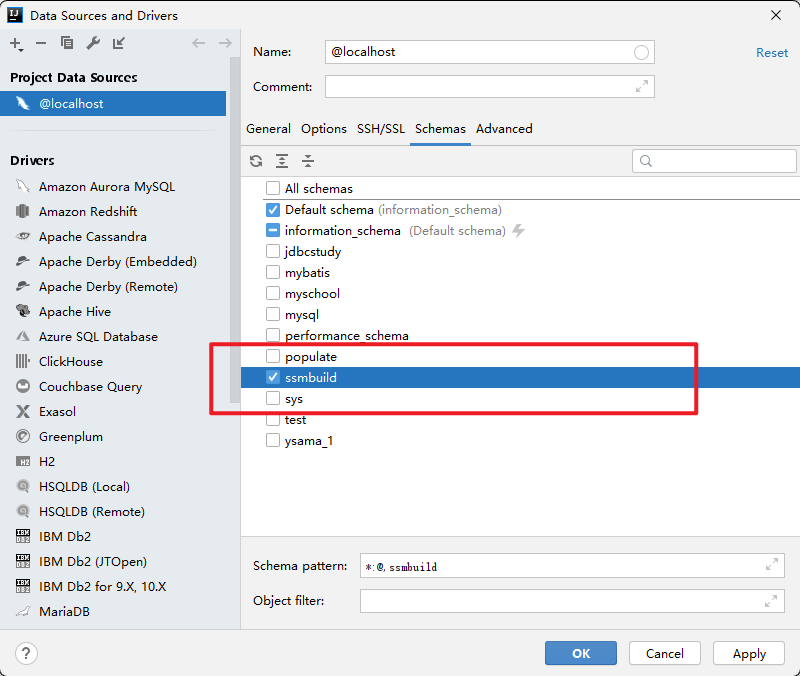 Data Sources and Drivers
Project Data Sources
@localhost
Drivers
Amazon Aurora MySQL
Amazon Redshift
Apache Cassandra
Apache Derby (Embedded)
Apache Derby (Remote)
Apache Hive
Azure SQL Database
ClickHouse
Couchbase Query
Exasol
Greenplum
H2
HSQLDB (Local)
HSQLDB (Remote)
IBM Db2
IBM Db2 (JTOpen)
IBM Db2 for 9.X, 10.X
MariaDB
Name: @localhost
Reset
Comment:
General Options SSH/SSL Schemas Advanced
All schemas
Default schema (information_schema)
information_schema (Default schema)
jdbcstudy
mybatis
myschool
mysql
performance_schema
populate
ssmbuild
sys
test
ysama_1
Schema pattern: *:@,ssmbuild
Object filter:
? OK Cancel Apply